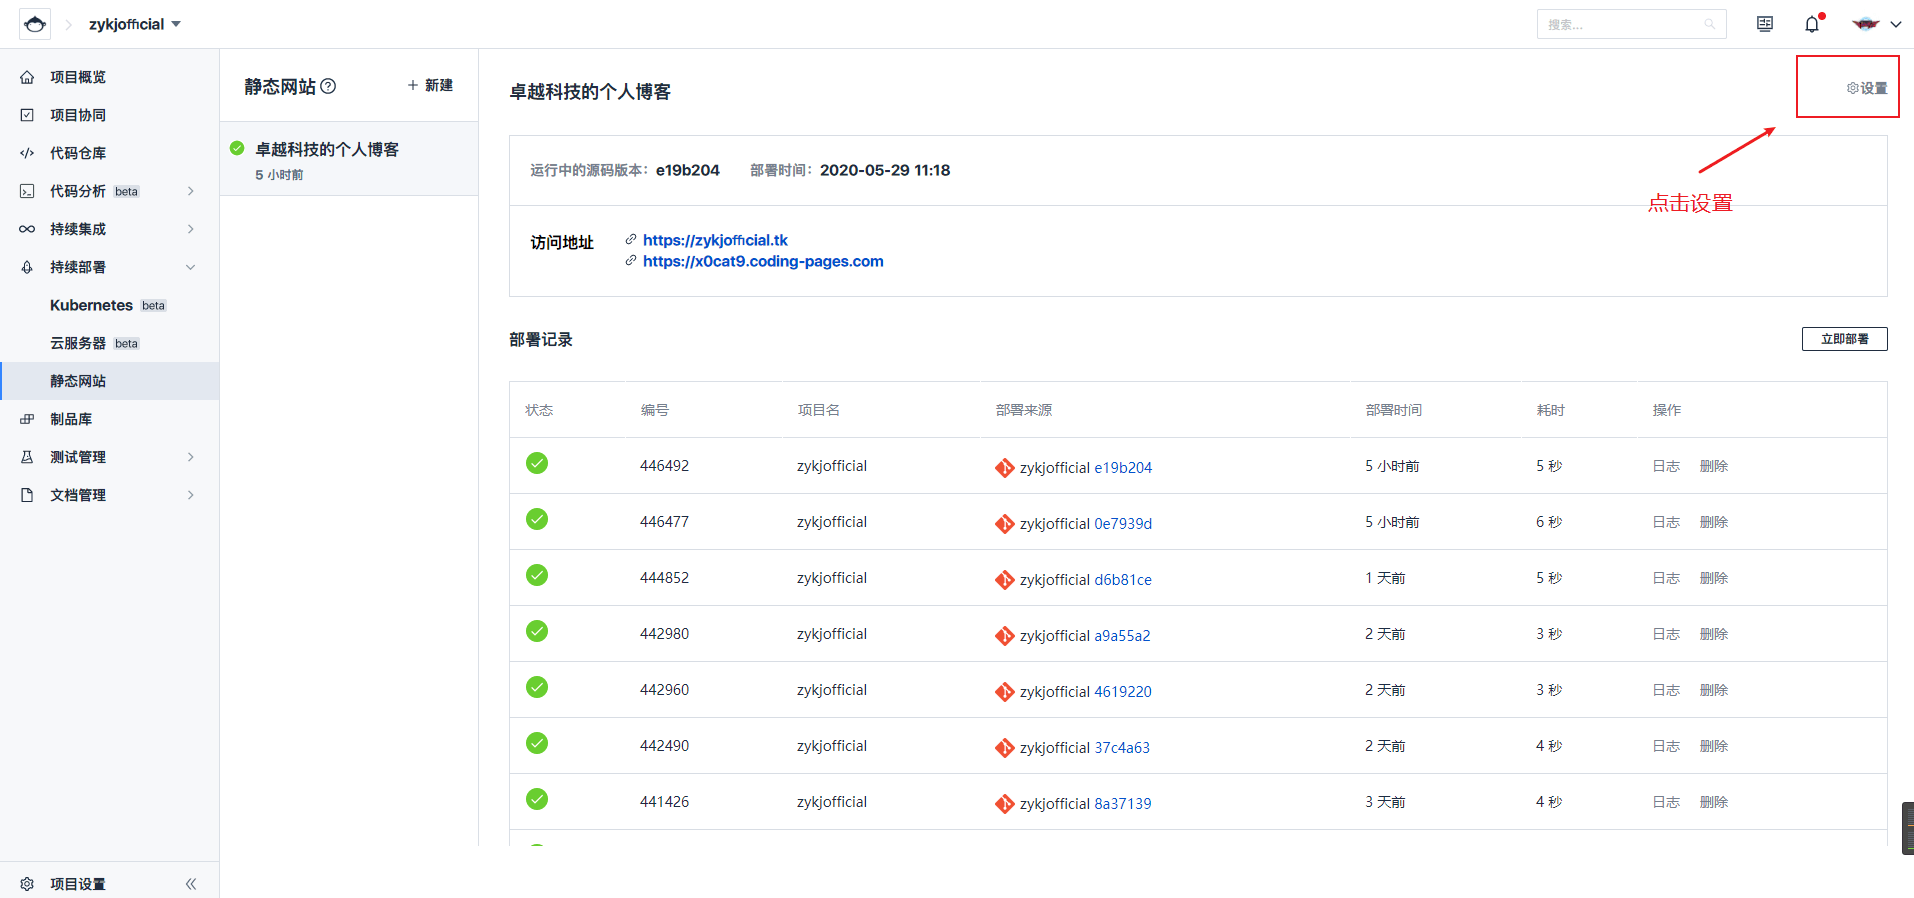 zykjofficial
搜索...
项目概览
项目协同
代码仓库
代码分析 beta
持续集成
持续部署
Kubernetes beta
云服务器 beta
静态网站
制品库
测试管理
文档管理
项目设置
静态网站
+ 新建
卓越科技的个人博客
5 小时前
卓越科技的个人博客
设置
点击设置
运行中的源码版本: e19b204 部署时间: 2020-05-29 11:18
访问地址
https://zykjofficial.tk
https://x0cat9.coding-pages.com
部署记录
立即部署
状态 编号 项目名 部署来源 部署时间 耗时 操作
446492 zykjofficial zykjofficial e19b204 5 小时前 5 秒 日志 删除
446477 zykjofficial zykjofficial 0e7939d 5 小时前 6 秒 日志 删除
444852 zykjofficial zykjofficial d6b81ce 1 天前 5 秒 日志 删除
442980 zykjofficial zykjofficial a9a55a2 2 天前 3 秒 日志 删除
442960 zykjofficial zykjofficial 4619220 2 天前 3 秒 日志 删除
442490 zykjofficial zykjofficial 37c4a63 2 天前 4 秒 日志 删除
441426 zykjofficial zykjofficial 8a37139 3 天前 4 秒 日志 删除